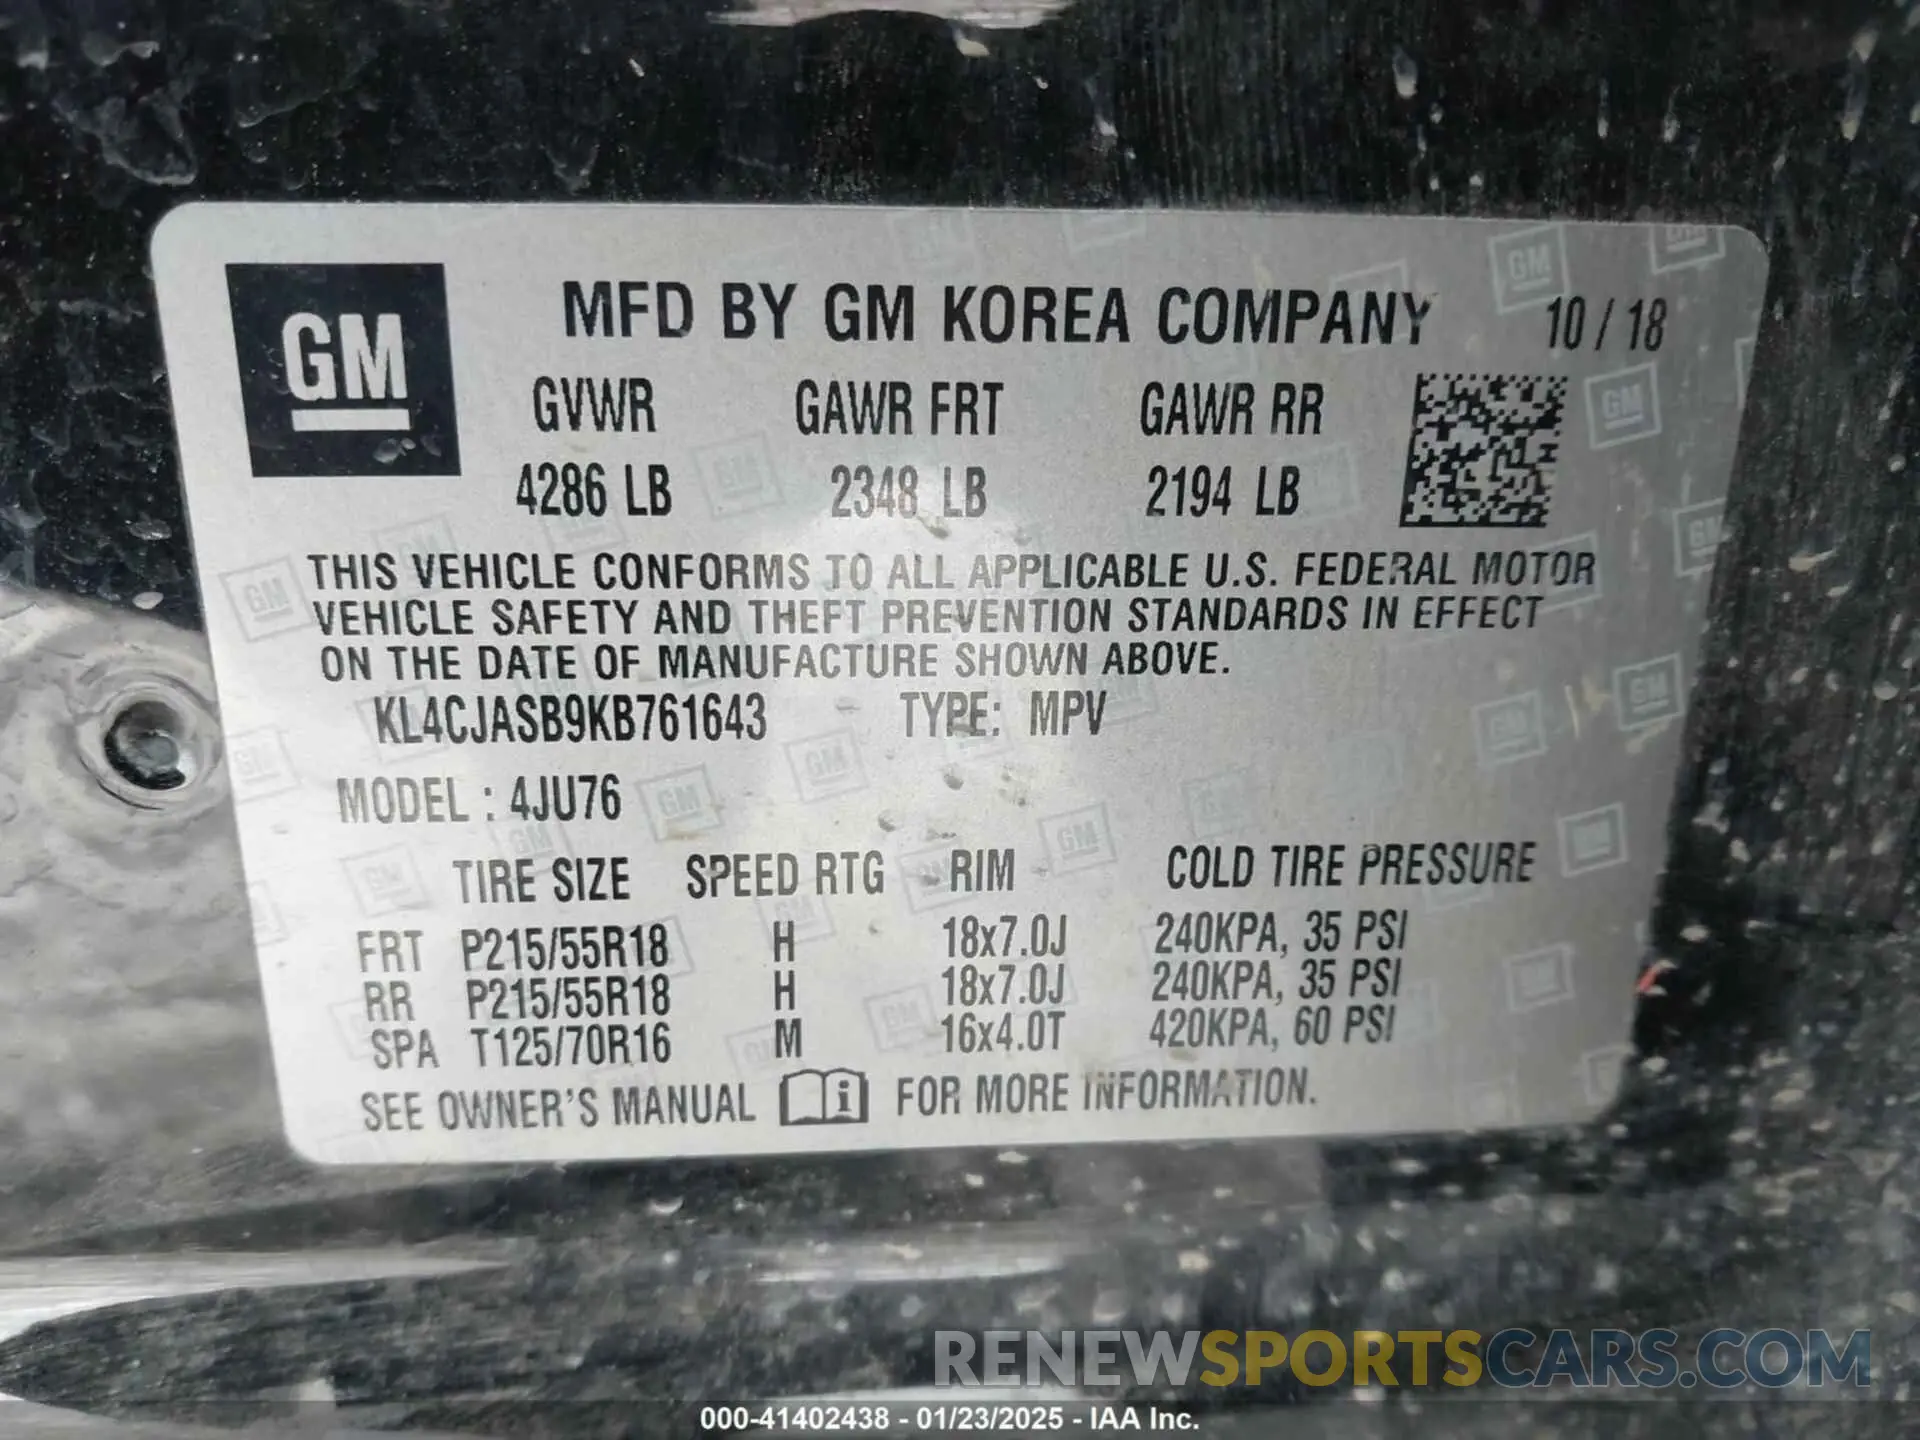 GM
MFD BY GM KOREA COMPANY 10 / 18
GVWR GAWR FRT GAWR RR
4286 LB 2348 LB 2194 LB
THIS VEHICLE CONFORMS TO ALL APPLICABLE U.S. FEDERAL MOTOR
VEHICLE SAFETY AND THEFT PREVENTION STANDARDS IN EFFECT
ON THE DATE OF MANUFACTURE SHOWN ABOVE.
KL4CJASB9KB761643 TYPE: MPV
MODEL : 4JU76
TIRE SIZE SPEED RTG RIM COLD TIRE PRESSURE
FRT P215/55R18 H 18x7.0J 240KPA, 35 PSI
RR P215/55R18 H 18x7.0J 240KPA, 35 PSI
SPA T125/70R16 M 16x4.0T 420KPA, 60 PSI
SEE OWNER'S MANUAL i FOR MORE INFORMATION.
RENEWSPORTSCARS.COM
000-41402438 - 01/23/2025 - IAA Inc.